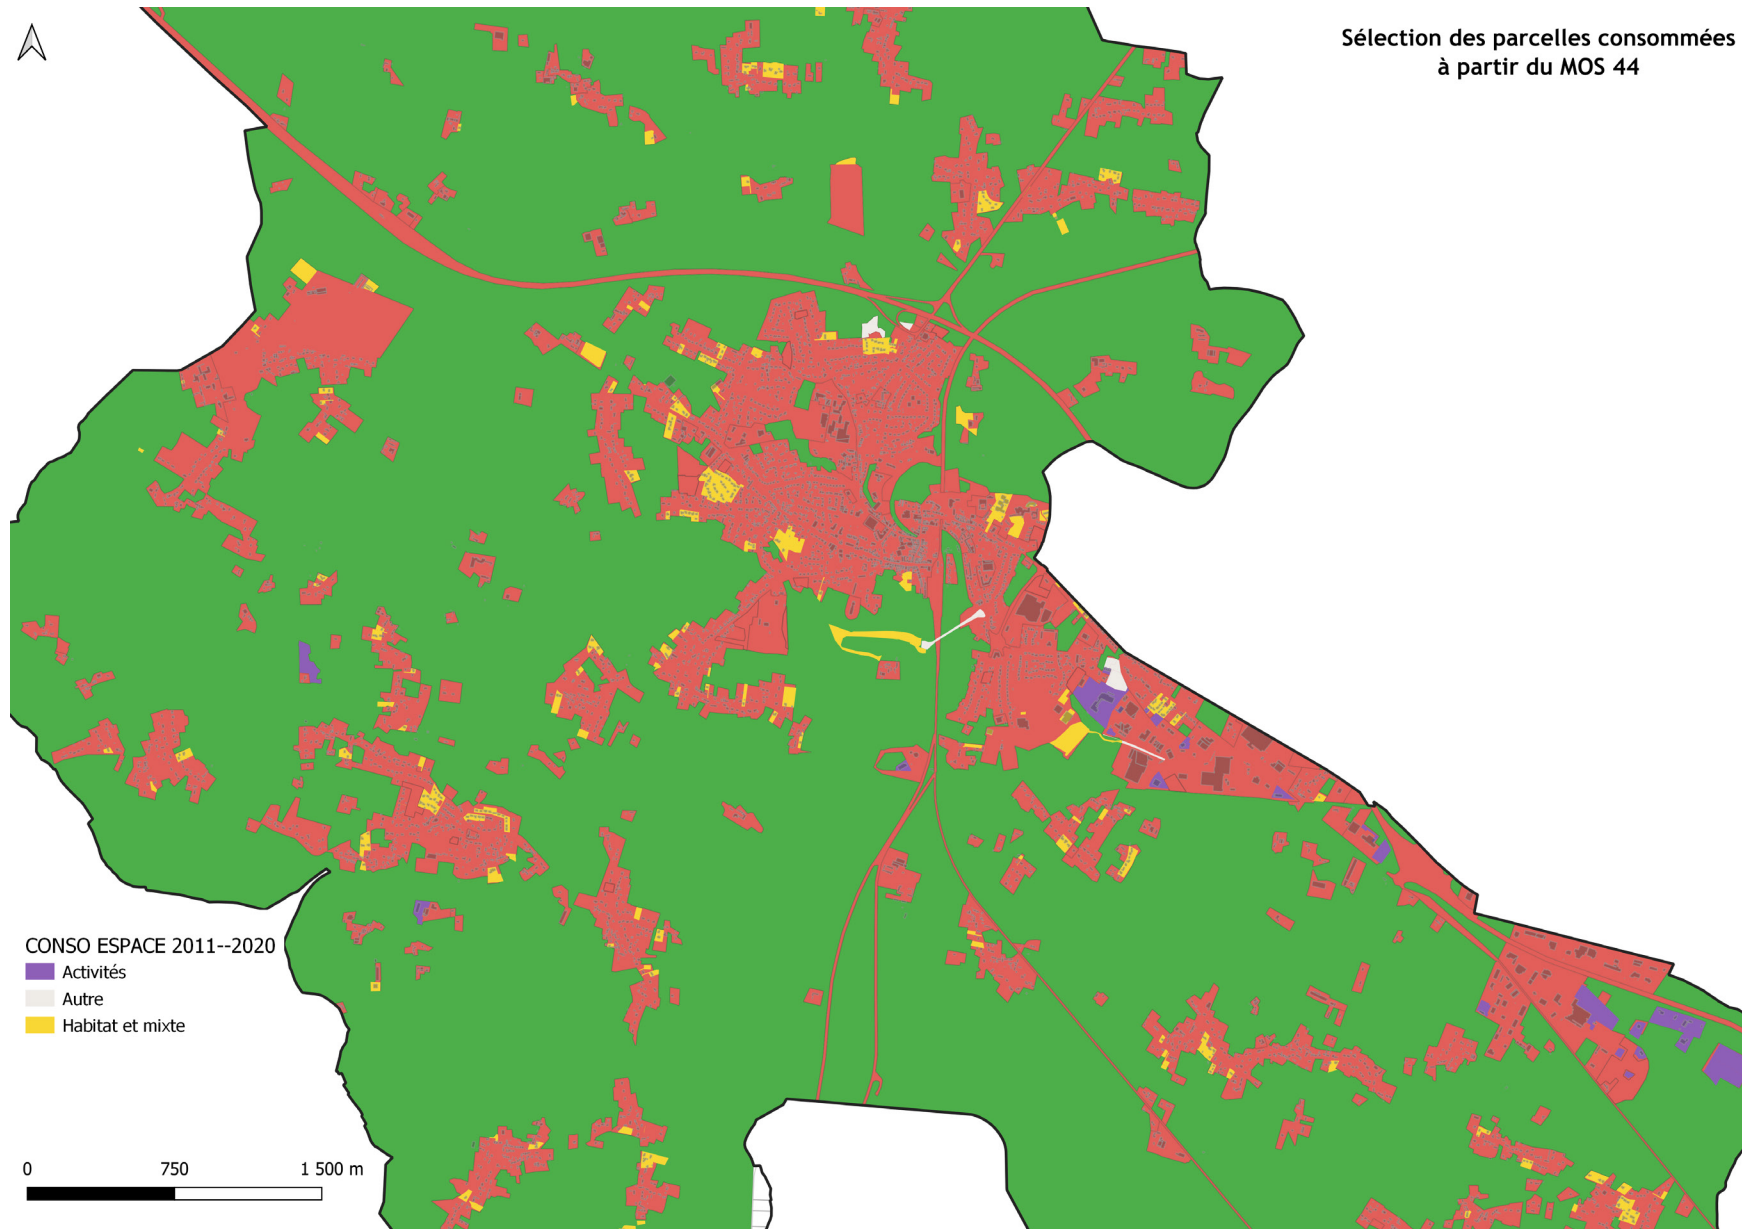 Sélection des parcelles consommées
à partir du MOS 44
CONSO ESPACE 2011--2020
Activités
Autre
Habitat et mixte
0 750 1 500 m